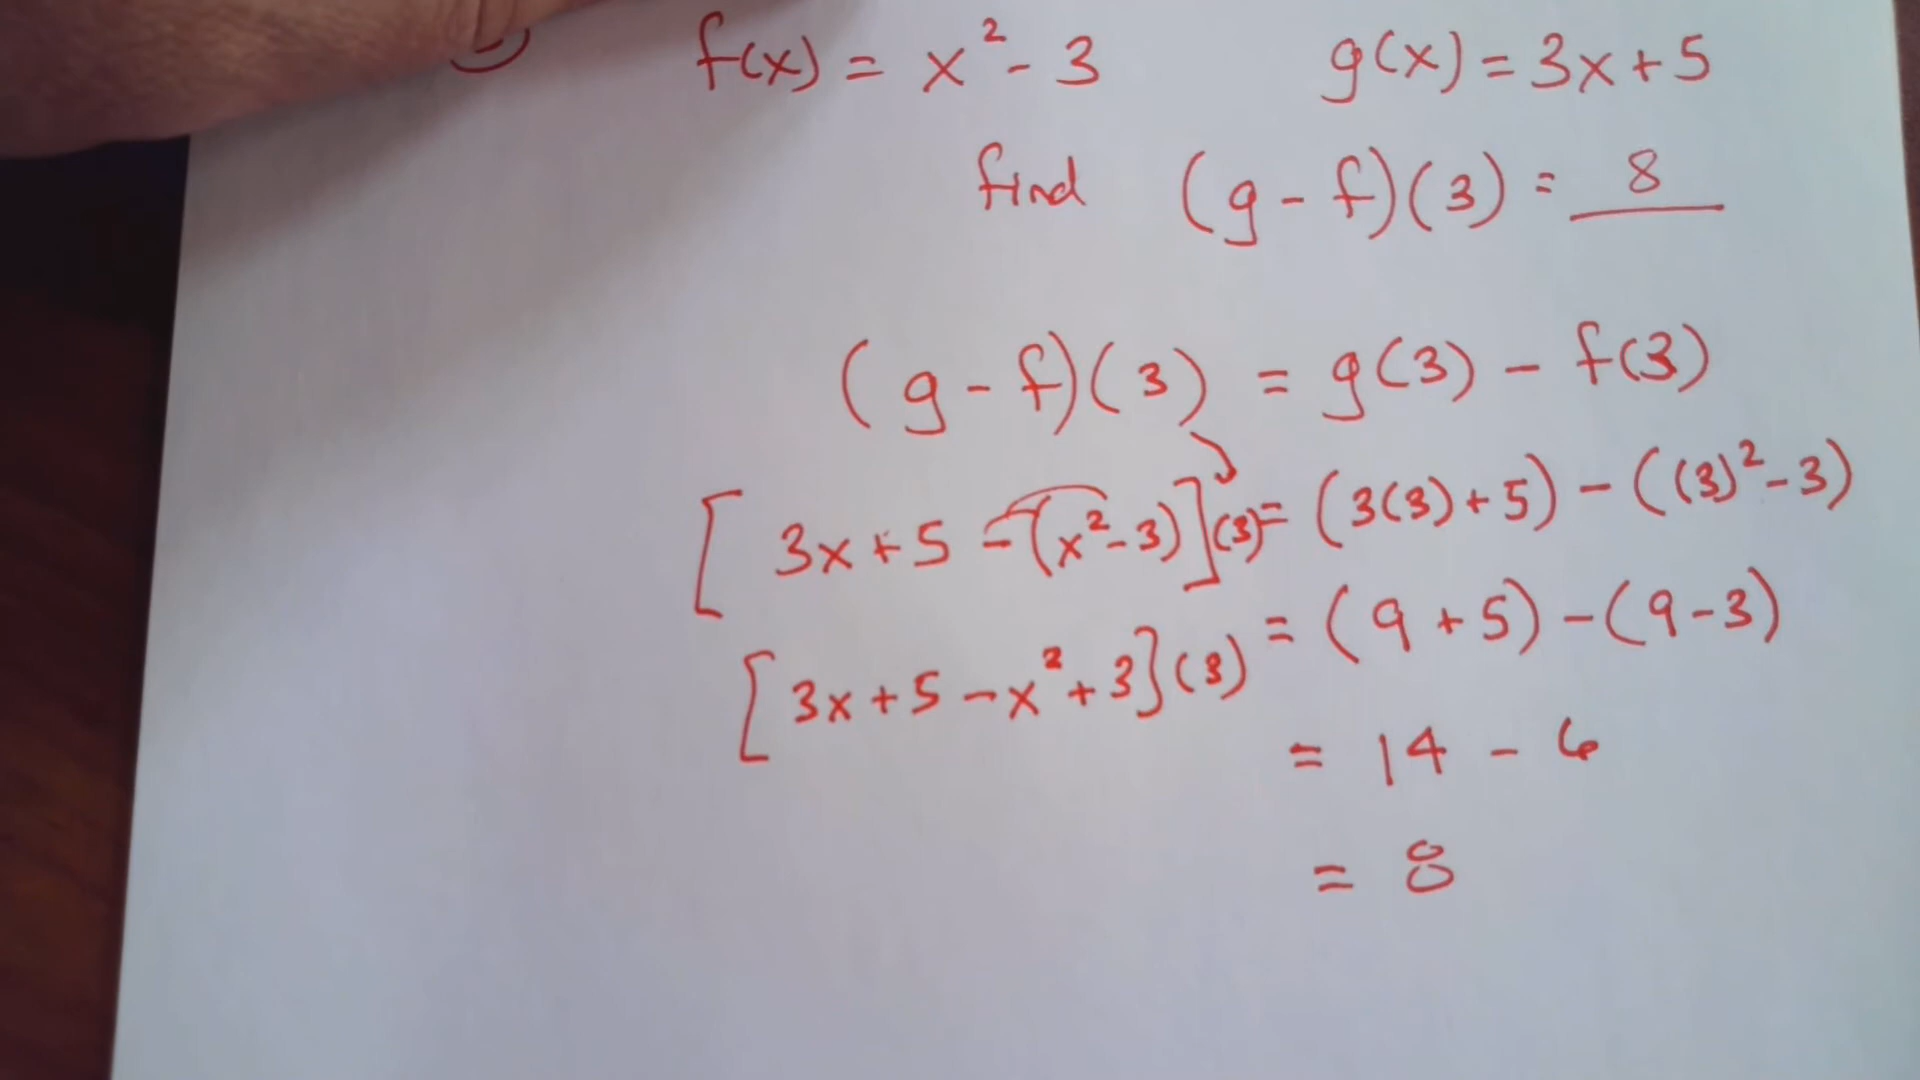 f(x) = x² - 3 g(x) = 3x + 5
find (g - f)(3) = 8
(g - f)(3) = g(3) - f(3)
[3x + 5 - (x² - 3)](3) = (3(3) + 5) - ((3)² - 3)
[3x + 5 - x² + 3](3) = (9 + 5) - (9 - 3)
= 14 - 6
= 8